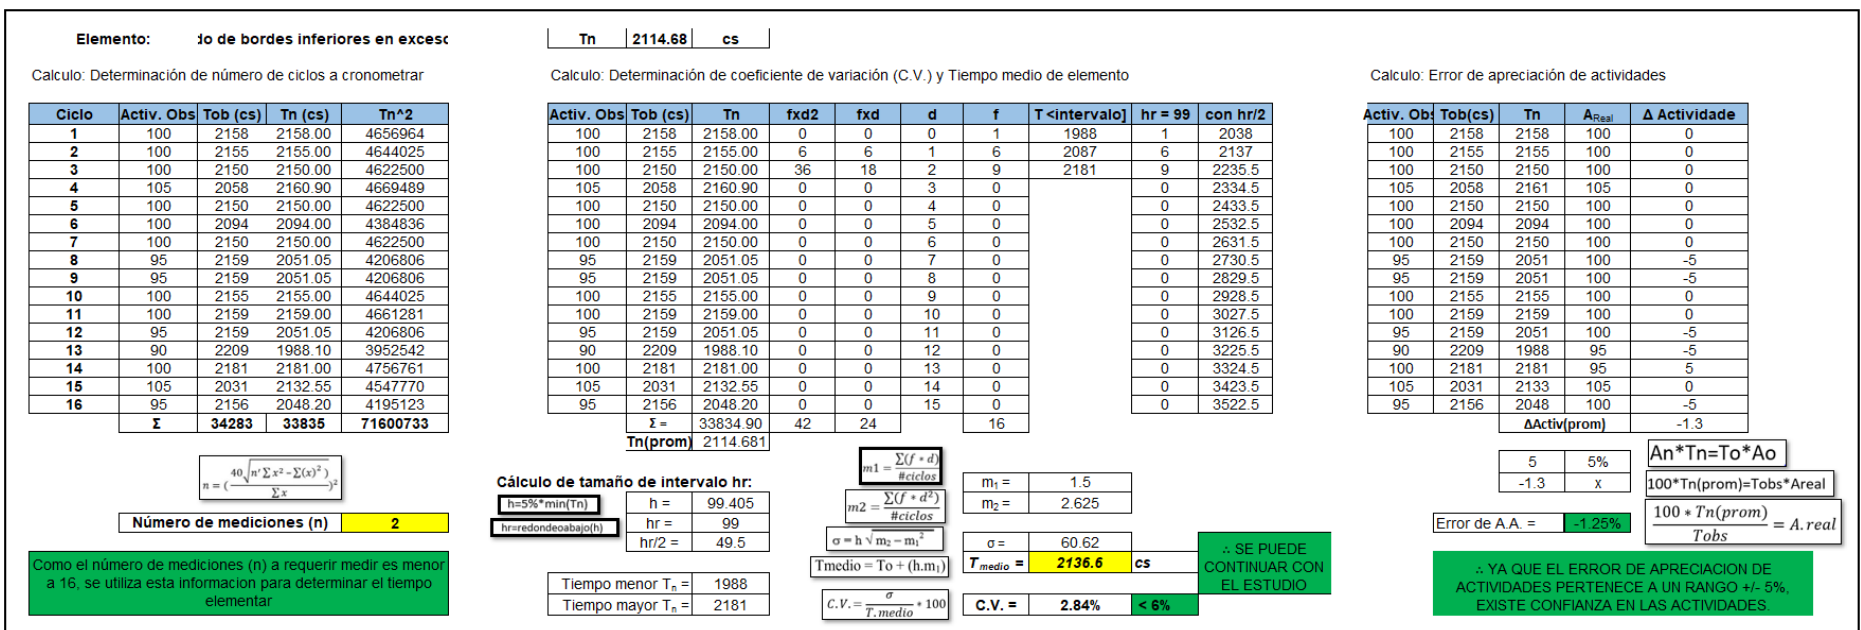 Elemento: do de bordes inferiores en exceso
Tn 2114.68 cs
Calculo: Determinación de número de ciclos a cronometrar
Ciclo Activ. Obs Tob (cs) Tn (cs) Tn^2
1 100 2158 2158.00 4656964
2 100 2155 2155.00 4644025
3 100 2150 2150.00 4622500
4 105 2058 2160.90 4669489
5 100 2150 2150.00 4622500
6 100 2094 2094.00 4384836
7 100 2150 2150.00 4622500
8 95 2159 2051.05 4206806
9 95 2159 2051.05 4206806
10 100 2155 2155.00 4644025
11 100 2159 2159.00 4661281
12 95 2159 2051.05 4206806
13 90 2209 1988.10 3952542
14 100 2181 2181.00 4756761
15 105 2031 2132.55 4547770
16 95 2156 2048.20 4195123
Σ 34283 33835 71600733
n = (40√(n'Σx² − Σ(x)²) / Σx)²
Número de mediciones (n) 2
Como el número de mediciones (n) a requerir medir es menor
a 16, se utiliza esta informacion para determinar el tiempo
elementar
Calculo: Determinación de coeficiente de variación (C.V.) y Tiempo medio de elemento
Activ. Obs Tob (cs) Tn fxd2 fxd d f T <intervalo] hr = 99 con hr/2
100 2158 2158.00 0 0 0 1 1988 1 2038
100 2155 2155.00 6 6 1 6 2087 6 2137
100 2150 2150.00 36 18 2 9 2181 9 2235.5
105 2058 2160.90 0 0 3 0 0 2334.5
100 2150 2150.00 0 0 4 0 0 2433.5
100 2094 2094.00 0 0 5 0 0 2532.5
100 2150 2150.00 0 0 6 0 0 2631.5
95 2159 2051.05 0 0 7 0 0 2730.5
95 2159 2051.05 0 0 8 0 0 2829.5
100 2155 2155.00 0 0 9 0 0 2928.5
100 2159 2159.00 0 0 10 0 0 3027.5
95 2159 2051.05 0 0 11 0 0 3126.5
90 2209 1988.10 0 0 12 0 0 3225.5
100 2181 2181.00 0 0 13 0 0 3324.5
105 2031 2132.55 0 0 14 0 0 3423.5
95 2156 2048.20 0 0 15 0 0 3522.5
Σ = 33834.90 42 24 16
Tn(prom) 2114.681
Cálculo de tamaño de intervalo hr:
h=5%*min(Tn) h = 99.405
hr=redondeoabajo(h) hr = 99
hr/2 = 49.5
Tiempo menor Tn = 1988
Tiempo mayor Tn = 2181
m1 = Σ(f * d) / #ciclos
m2 = Σ(f * d²) / #ciclos
σ = h √(m₂ − m₁²)
Tmedio = To + (h.m₁)
C.V. = σ / T.medio * 100
m₁ = 1.5
m₂ = 2.625
σ = 60.62
Tmedio = 2136.6 cs
C.V. = 2.84% < 6%
∴ SE PUEDE
CONTINUAR CON
EL ESTUDIO
Calculo: Error de apreciación de actividades
Activ. Obs Tob(cs) Tn AReal Δ Actividade
100 2158 2158 100 0
100 2155 2155 100 0
100 2150 2150 100 0
105 2058 2161 105 0
100 2150 2150 100 0
100 2094 2094 100 0
100 2150 2150 100 0
95 2159 2051 100 -5
95 2159 2051 100 -5
100 2155 2155 100 0
100 2159 2159 100 0
95 2159 2051 100 -5
90 2209 1988 95 -5
100 2181 2181 95 5
105 2031 2133 105 0
95 2156 2048 100 -5
ΔActiv(prom) -1.3
5 5%
-1.3 x
Error de A.A. = -1.25%
An*Tn=To*Ao
100*Tn(prom)=Tobs*Areal
100 * Tn(prom) / Tobs = A.real
∴ YA QUE EL ERROR DE APRECIACION DE
ACTIVIDADES PERTENECE A UN RANGO +/- 5%,
EXISTE CONFIANZA EN LAS ACTIVIDADES.